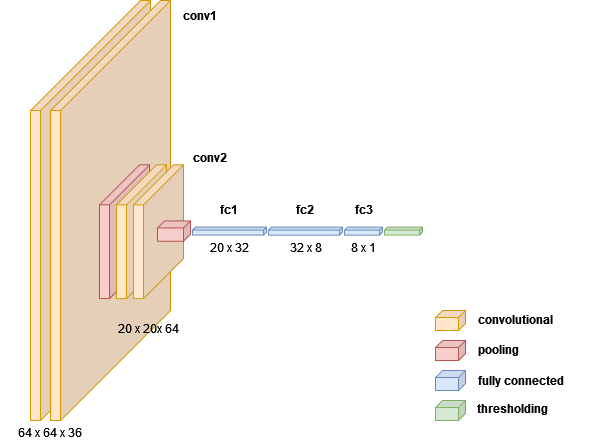 conv1
conv2
fc1
fc2
fc3
20 x 32
32 x 8
8 x 1
20 x 20x 64
64 x 64 x 36
convolutional
pooling
fully connected
thresholding